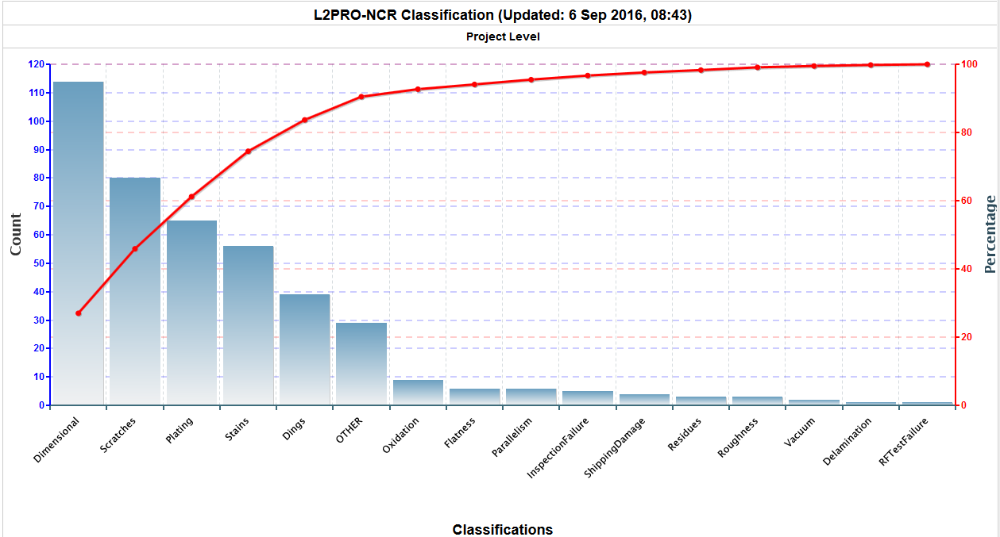 L2PRO-NCR Classification (Updated: 6 Sep 2016, 08:43)
Project Level
120
110
100
90
80
70
60
50
40
30
20
10
0
Count
100
80
60
40
20
0
Percentage
Dimensional
Scratches
Plating
Stains
Dings
OTHER
Oxidation
Flatness
Parallelism
InspectionFailure
ShippingDamage
Residues
Roughness
Vacuum
Delamination
RFTestFailure
Classifications